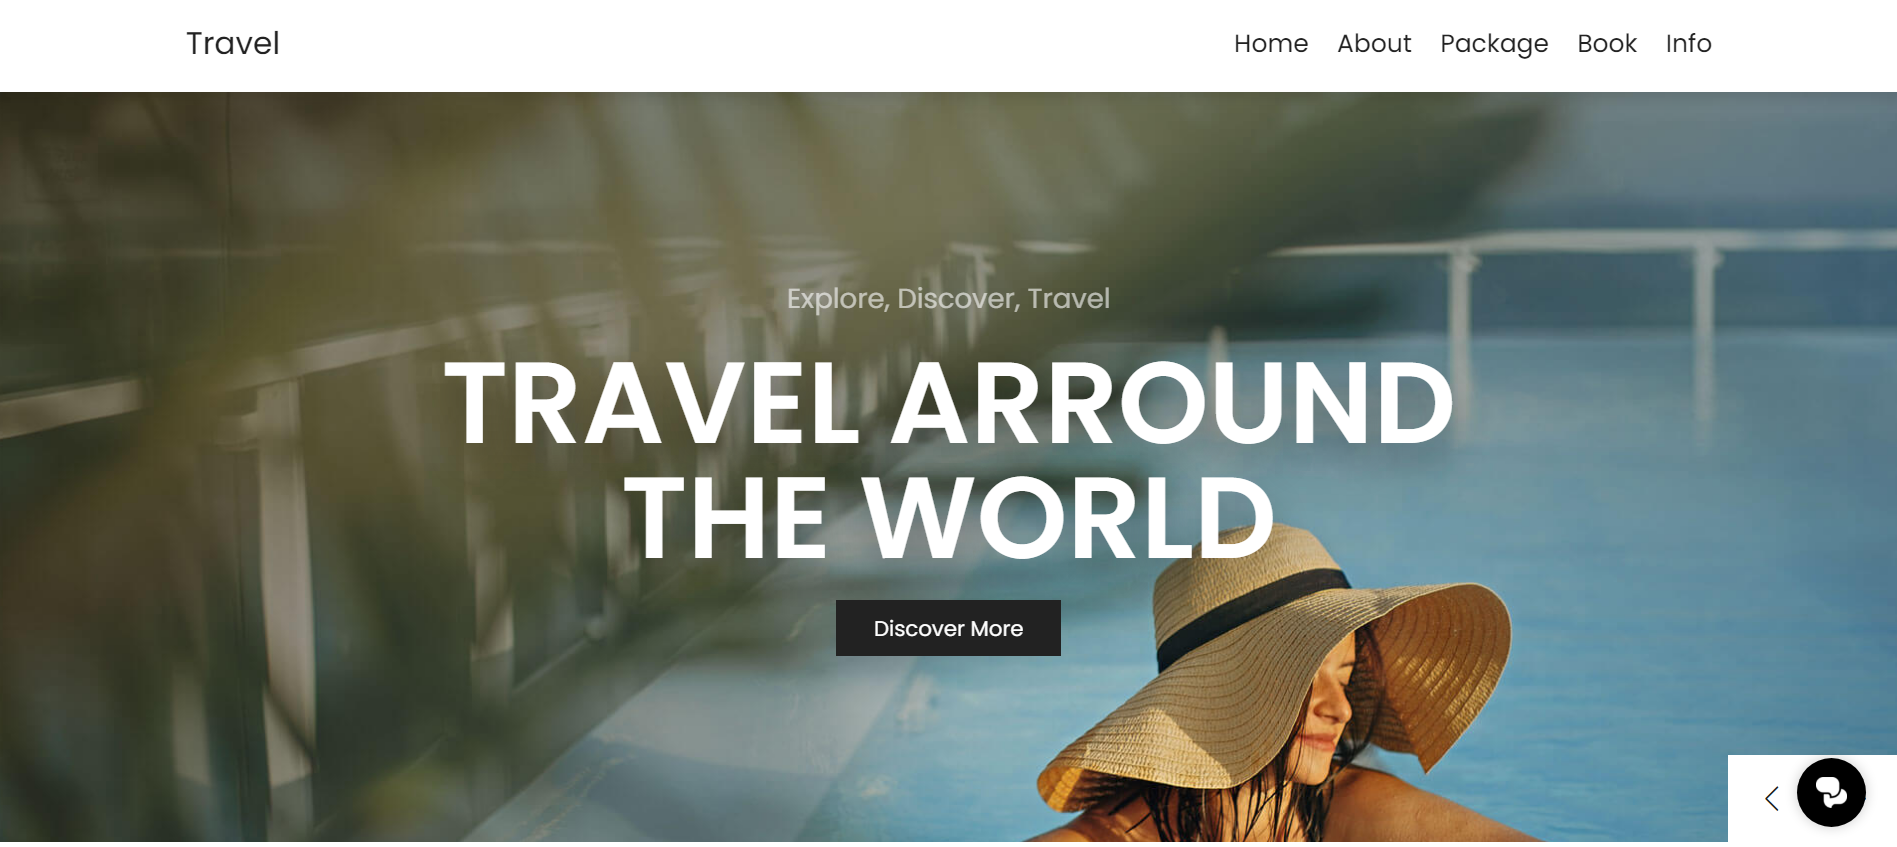 Travel
Home About Package Book Info
Explore, Discover, Travel
TRAVEL ARROUND
THE WORLD
Discover More